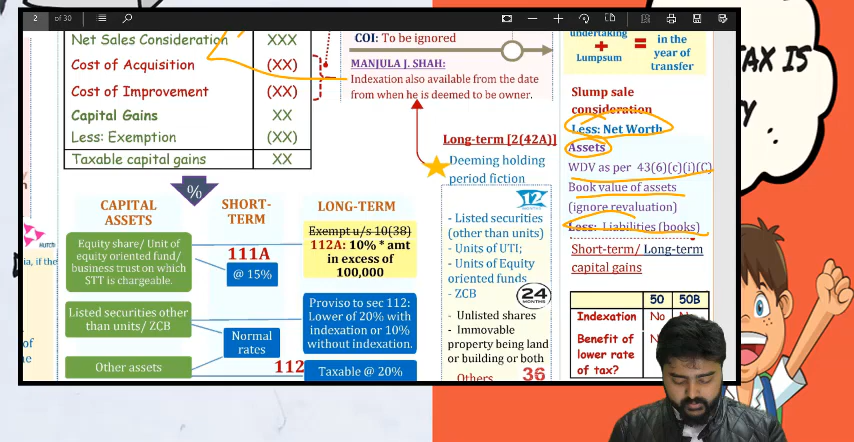 2 of 30
Net Sales Consideration XXX
Cost of Acquisition (XX)
Cost of Improvement (XX)
Capital Gains XX
Less: Exemption (XX)
Taxable capital gains XX
%
COI: To be ignored
MANJULA J. SHAH:
Indexation also available from the date
from when he is deemed to be owner.
Long-term [2(42A)]
Deeming holding
period fiction
12
- Listed securities
(other than units)
- Units of UTI;
- Units of Equity
oriented funds
- ZCB
24
MONTHS
- Unlisted shares
- Immovable
property being land
or building or both
Others 36
undertaking
+
Lumpsum
=
in the
year of
transfer
Slump sale
consideration
Less: Net Worth
Assets
WDV as per 43(6)(c)(i)(C)
Book value of assets
(ignore revaluation)
Less: Liabilities (books)
Short-term/ Long-term
capital gains
50 50B
Indexation No No
Benefit of
lower rate
of tax?
CAPITAL
ASSETS
SHORT-
TERM
LONG-TERM
Equity share/ Unit of
equity oriented fund/
business trust on which
STT is chargeable.
111A
@ 15%
Exempt u/s 10(38)
112A: 10% * amt
in excess of
100,000
Listed securities other
than units/ ZCB
Normal
rates
Proviso to sec 112:
Lower of 20% with
indexation or 10%
without indexation.
Other assets
112
Taxable @ 20%
HUTCH
ia, if the
of
AX IS